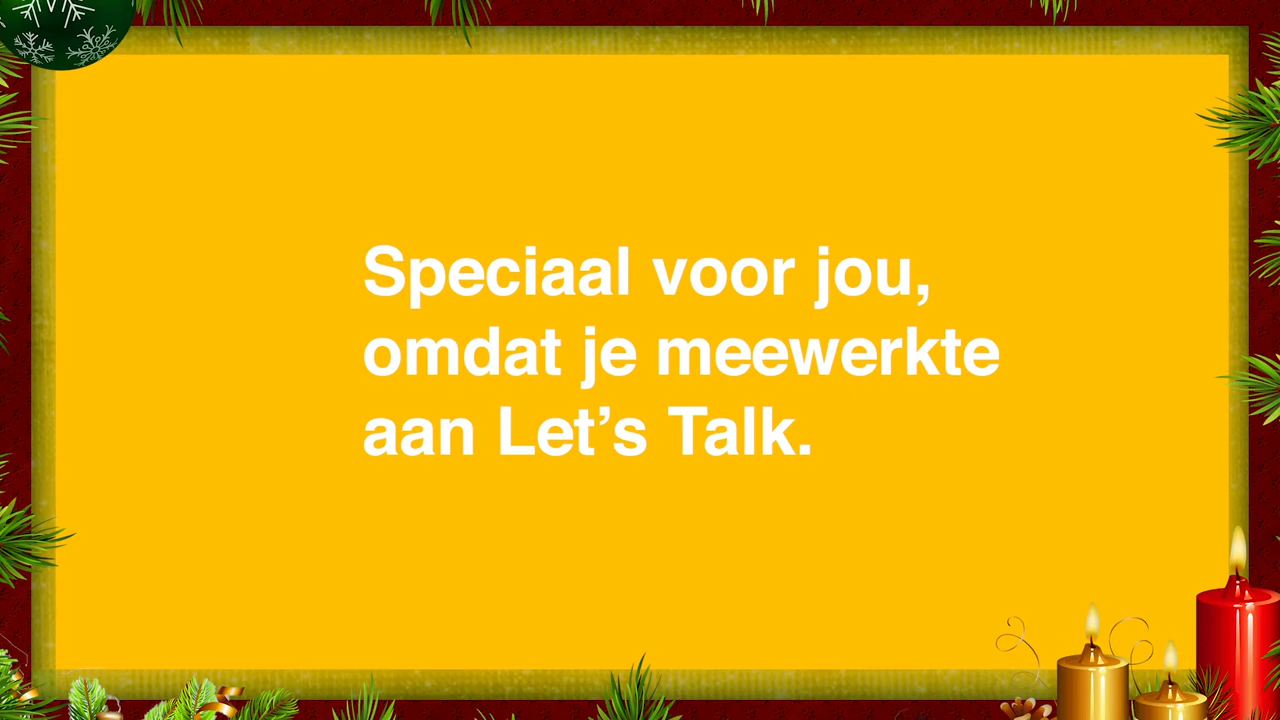 Speciaal voor jou,
omdat je meewerkte
aan Let’s Talk.